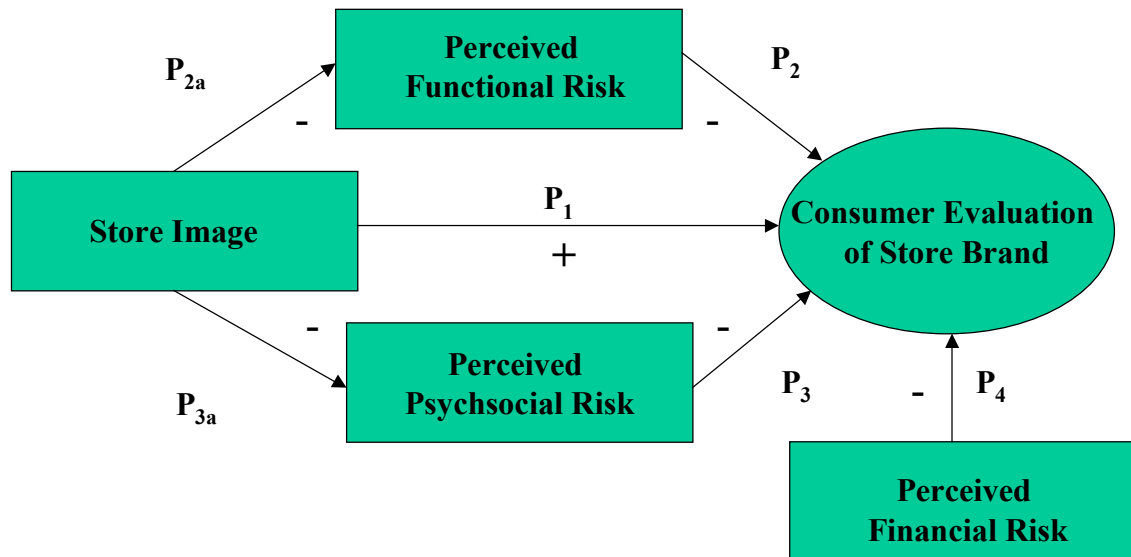 Perceived
Functional Risk
P2a
-
P2
-
Store Image
P1
+
Consumer Evaluation
of Store Brand
-
P3a
Perceived
Psychsocial Risk
-
P3
-
P4
Perceived
Financial Risk